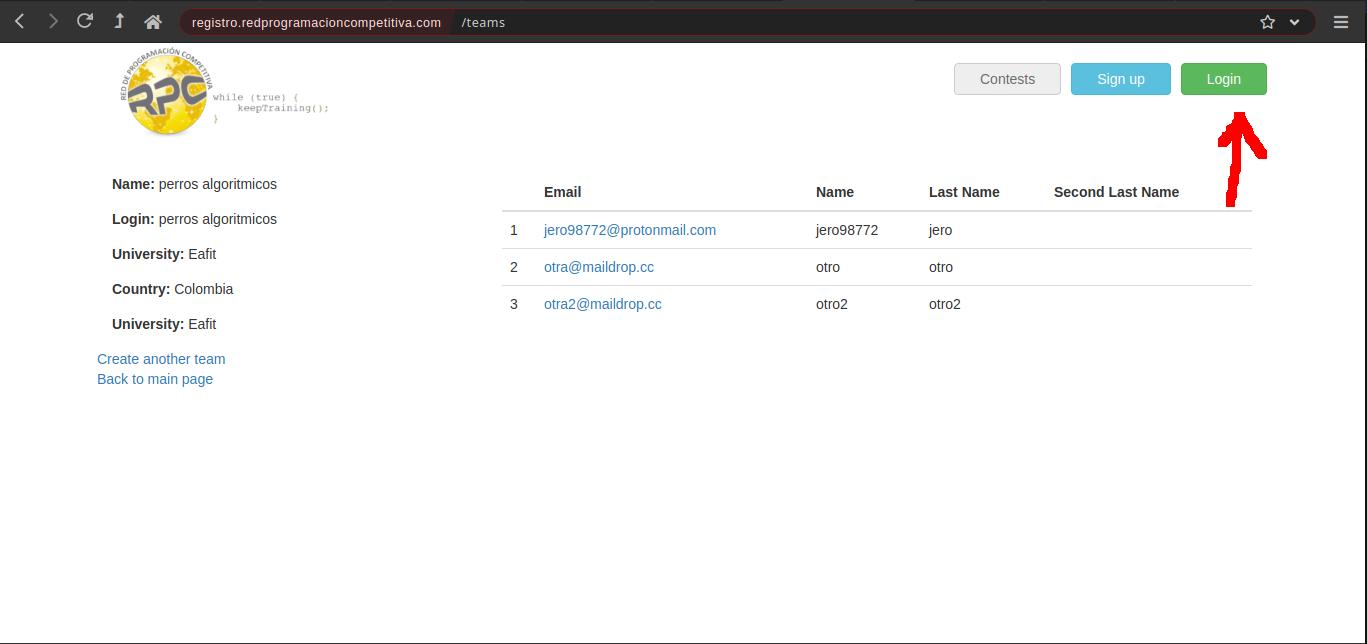 registro.redprogramacioncompetitiva.com /teams
RED DE PROGRAMACIÓN COMPETITIVA
RPC
while (true) {
keepTraining();
}
Contests Sign up Login
Name: perros algoritmicos
Login: perros algoritmicos
University: Eafit
Country: Colombia
University: Eafit
Create another team
Back to main page
Email Name Last Name Second Last Name
1 jero98772@protonmail.com jero98772 jero
2 otra@maildrop.cc otro otro
3 otra2@maildrop.cc otro2 otro2